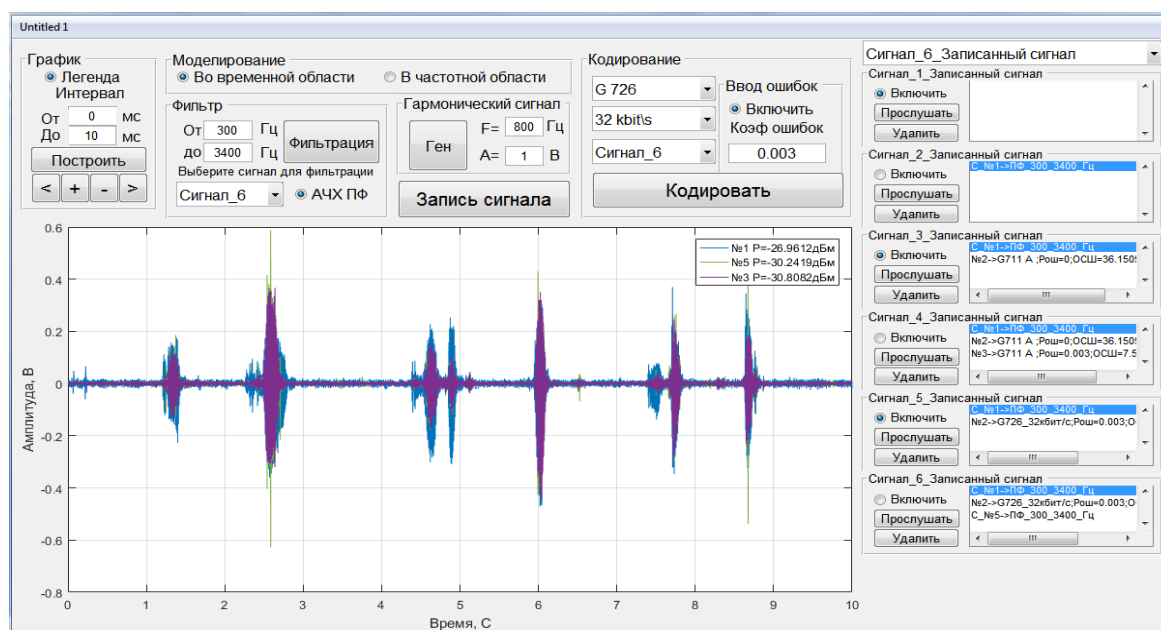 Untitled 1
График
Легенда
Интервал
От 0 мс
До 10 мс
Построить
< + - >
Моделирование
Во временной области В частотной области
Фильтр
От 300 Гц
до 3400 Гц
Фильтрация
Выберите сигнал для фильтрации
Сигнал_6 АЧХ ПФ
Гармонический сигнал
Ген
F= 800 Гц
A= 1 В
Запись сигнала
Кодирование
G 726
32 kbit\s
Сигнал_6
Ввод ошибок
Включить
Коэф ошибок
0.003
Кодировать
Сигнал_6_Записанный сигнал
Сигнал_1_Записанный сигнал
Включить
Прослушать
Удалить
Сигнал_2_Записанный сигнал
Включить
Прослушать
Удалить
С_№1->ПФ_300_3400_Гц
Сигнал_3_Записанный сигнал
Включить
Прослушать
Удалить
С_№1->ПФ_300_3400_Гц
№2->G711 A ;Рош=0;ОСШ=36.150
Сигнал_4_Записанный сигнал
Включить
Прослушать
Удалить
С_№1->ПФ_300_3400_Гц
№2->G711 A ;Рош=0;ОСШ=36.150
№3->G711 A ;Рош=0.003;ОСШ=7.5
Сигнал_5_Записанный сигнал
Включить
Прослушать
Удалить
С_№1->ПФ_300_3400_Гц
№2->G726_32кбит/с;Рош=0.003;О
Сигнал_6_Записанный сигнал
Включить
Прослушать
Удалить
С_№1->ПФ_300_3400_Гц
№2->G726_32кбит/с;Рош=0.003;О
С_№5->ПФ_300_3400_Гц
№1 P=-26.9612дБм
№5 P=-30.2419дБм
№3 P=-30.8082дБм
Амплитуда, В
0.6
0.4
0.2
0
-0.2
-0.4
-0.6
-0.8
0 1 2 3 4 5 6 7 8 9 10
Время, С